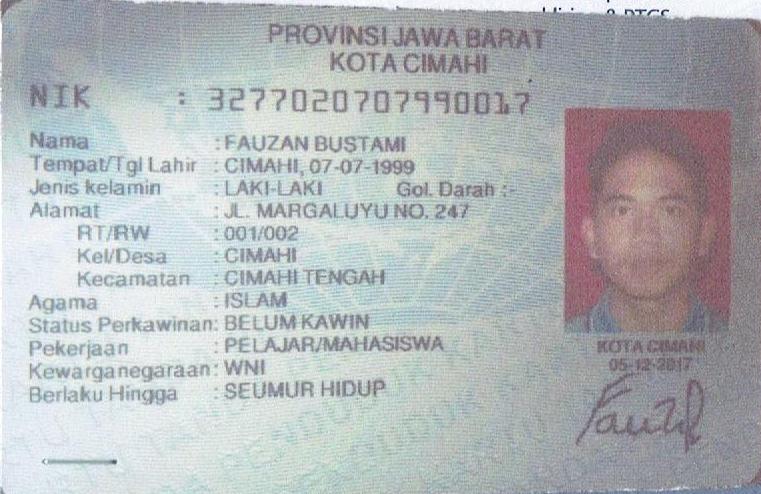 PROVINSI JAWA BARAT
KOTA CIMAHI
NIK : 3277020707990017
Nama : FAUZAN BUSTAMI
Tempat/Tgl Lahir : CIMAHI, 07-07-1999
Jenis kelamin : LAKI-LAKI Gol. Darah :-
Alamat : JL. MARGALUYU NO. 247
RT/RW : 001/002
Kel/Desa : CIMAHI
Kecamatan : CIMAHI TENGAH
Agama : ISLAM
Status Perkawinan: BELUM KAWIN
Pekerjaan : PELAJAR/MAHASISWA
Kewarganegaraan: WNI
Berlaku Hingga : SEUMUR HIDUP
KOTA CIMAHI
05-12-2017